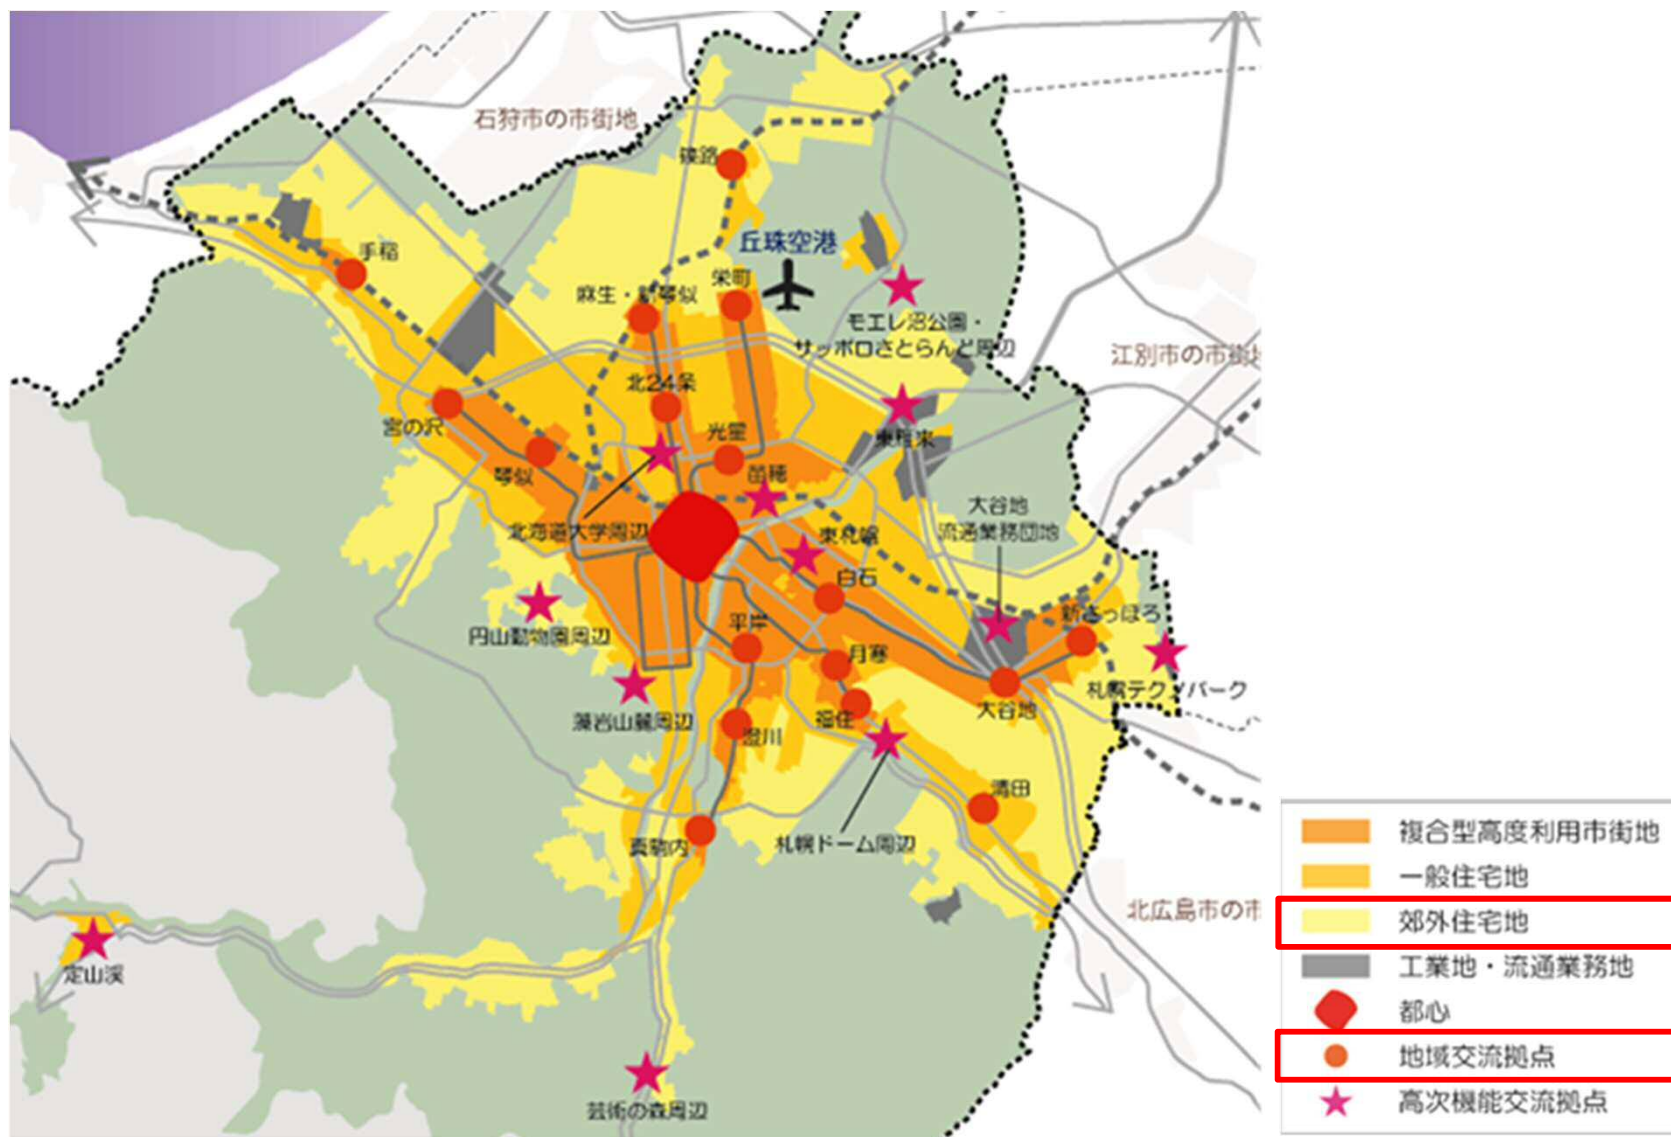 石狩市の市街地
篠路
丘珠空港
手稲
栄町
麻生・新琴似
モエレ沼公園・
サッポロさとらんど周辺
江別市の市街地
北24条
宮の沢
光星
東雁来
琴似
苗穂
大谷地
流通業務団地
北海道大学周辺
東札幌
白石
新さっぽろ
平岸
円山動物園周辺
月寒
札幌テクノパーク
大谷地
藻岩山麓周辺
福住
澄川
清田
真駒内
札幌ドーム周辺
北広島市の市
定山渓
芸術の森周辺
複合型高度利用市街地
一般住宅地
郊外住宅地
工業地・流通業務地
都心
地域交流拠点
高次機能交流拠点